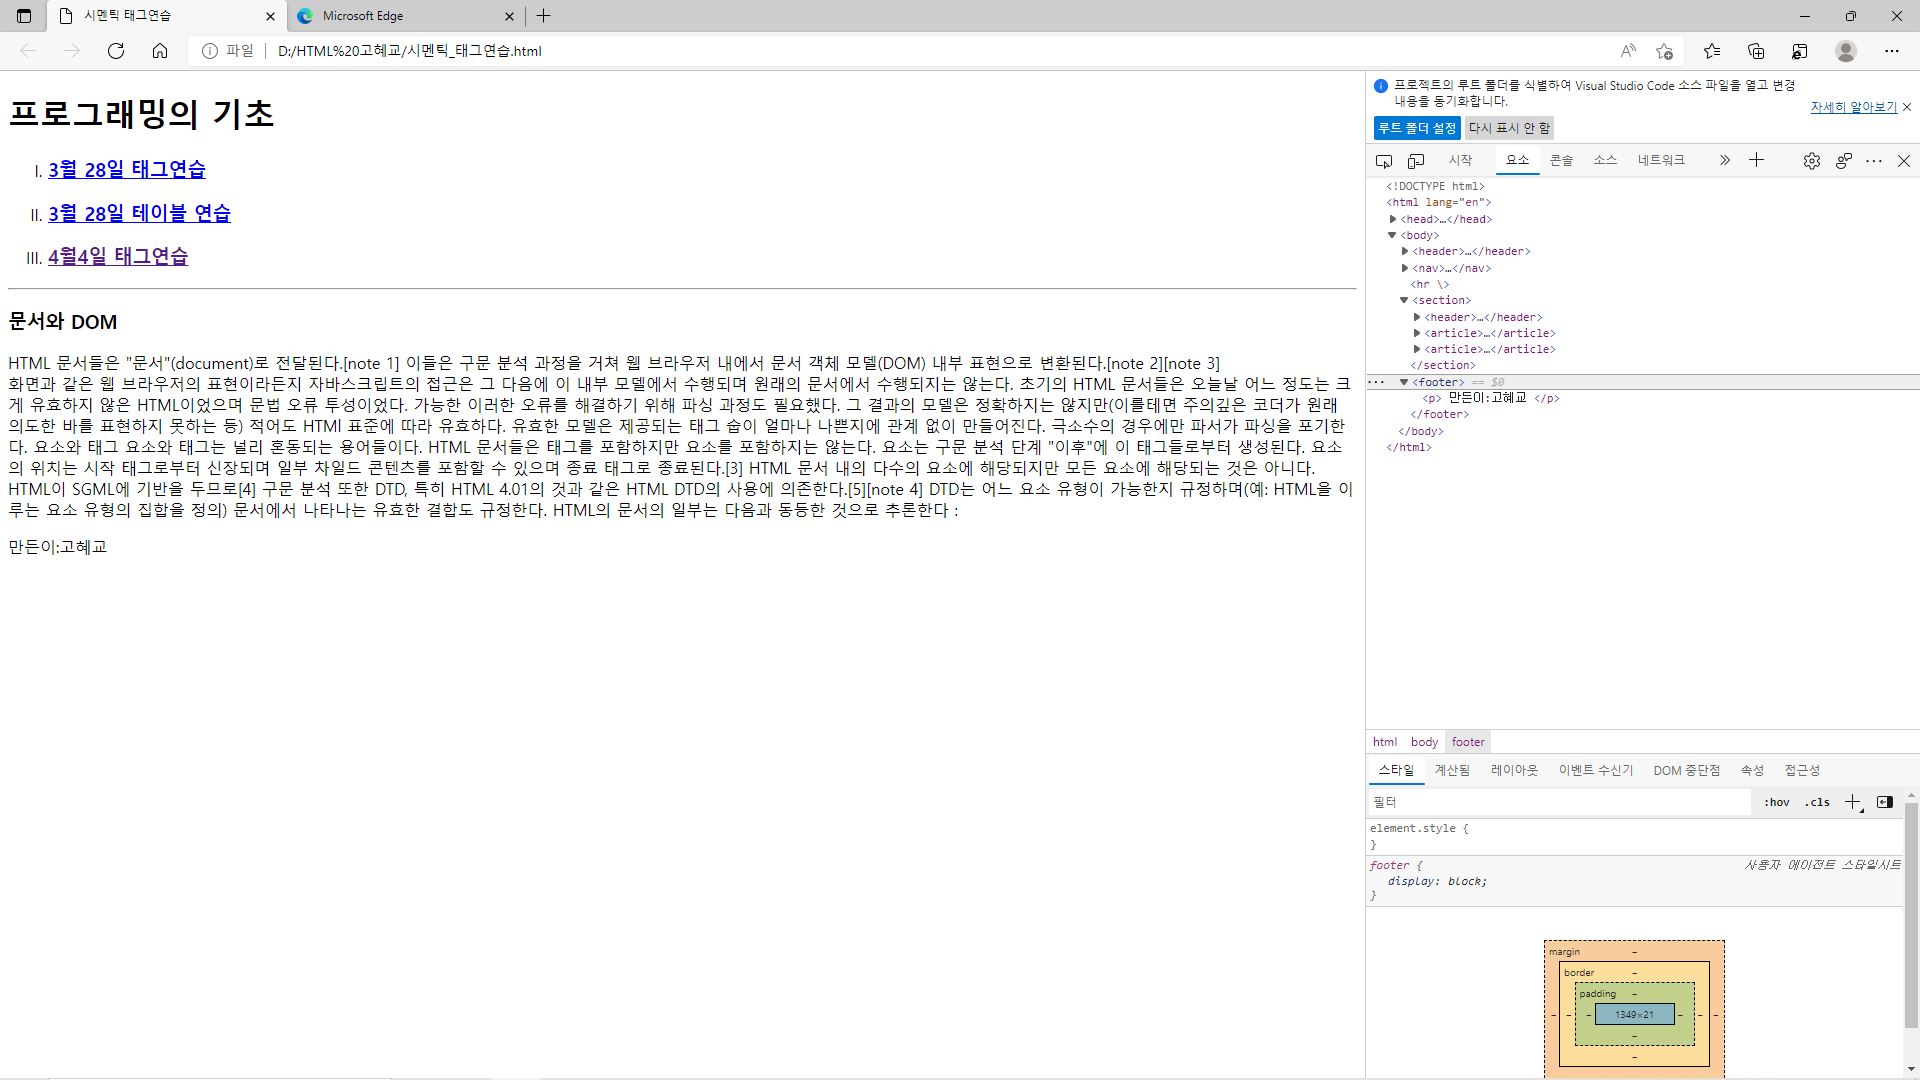 시멘틱 태그연습
Microsoft Edge
파일
D:/HTML%20고혜교/시멘틱_태그연습.html
프로그래밍의 기초
I. 3월 28일 태그연습
II. 3월 28일 테이블 연습
III. 4월4일 태그연습
문서와 DOM
HTML 문서들은 "문서"(document)로 전달된다.[note 1] 이들은 구문 분석 과정을 거쳐 웹 브라우저 내에서 문서 객체 모델(DOM) 내부 표현으로 변환된다.[note 2][note 3]
화면과 같은 웹 브라우저의 표현이라든지 자바스크립트의 접근은 그 다음에 이 내부 모델에서 수행되며 원래의 문서에서 수행되지는 않는다. 초기의 HTML 문서들은 오늘날 어느 정도는 크
게 유효하지 않은 HTML이었으며 문법 오류 투성이었다. 가능한 이러한 오류를 해결하기 위해 파싱 과정도 필요했다. 그 결과의 모델은 정확하지는 않지만(이를테면 주의깊은 코더가 원래
의도한 바를 표현하지 못하는 등) 적어도 HTMl 표준에 따라 유효하다. 유효한 모델은 제공되는 태그 숩이 얼마나 나쁜지에 관계 없이 만들어진다. 극소수의 경우에만 파서가 파싱을 포기한
다. 요소와 태그 요소와 태그는 널리 혼동되는 용어들이다. HTML 문서들은 태그를 포함하지만 요소를 포함하지는 않는다. 요소는 구문 분석 단계 "이후"에 이 태그들로부터 생성된다. 요소
의 위치는 시작 태그로부터 신장되며 일부 차일드 콘텐츠를 포함할 수 있으며 종료 태그로 종료된다.[3] HTML 문서 내의 다수의 요소에 해당되지만 모든 요소에 해당되는 것은 아니다.
HTML이 SGML에 기반을 두므로[4] 구문 분석 또한 DTD, 특히 HTML 4.01의 것과 같은 HTML DTD의 사용에 의존한다.[5][note 4] DTD는 어느 요소 유형이 가능한지 규정하며(예: HTML을 이
루는 요소 유형의 집합을 정의) 문서에서 나타나는 유효한 결합도 규정한다. HTML의 문서의 일부는 다음과 동등한 것으로 추론한다 :
만든이:고혜교
프로젝트의 루트 폴더를 식별하여 Visual Studio Code 소스 파일을 열고 변경
내용을 동기화합니다.
자세히 알아보기
루트 폴더 설정 다시 표시 안 함
시작 요소 콘솔 소스 네트워크
<!DOCTYPE html>
<html lang="en">
<head>…</head>
<body>
<header>…</header>
<nav>…</nav>
<hr \>
<section>
<header>…</header>
<article>…</article>
<article>…</article>
</section>
<footer> == $0
<p> 만든이:고혜교 </p>
</footer>
</body>
</html>
html body footer
스타일 계산됨 레이아웃 이벤트 수신기 DOM 중단점 속성 접근성
필터
:hov .cls
element.style {
}
footer { 사용자 에이전트 스타일시트
display: block;
}
margin –
border –
padding –
– – – 1349×21 – – –
–
–